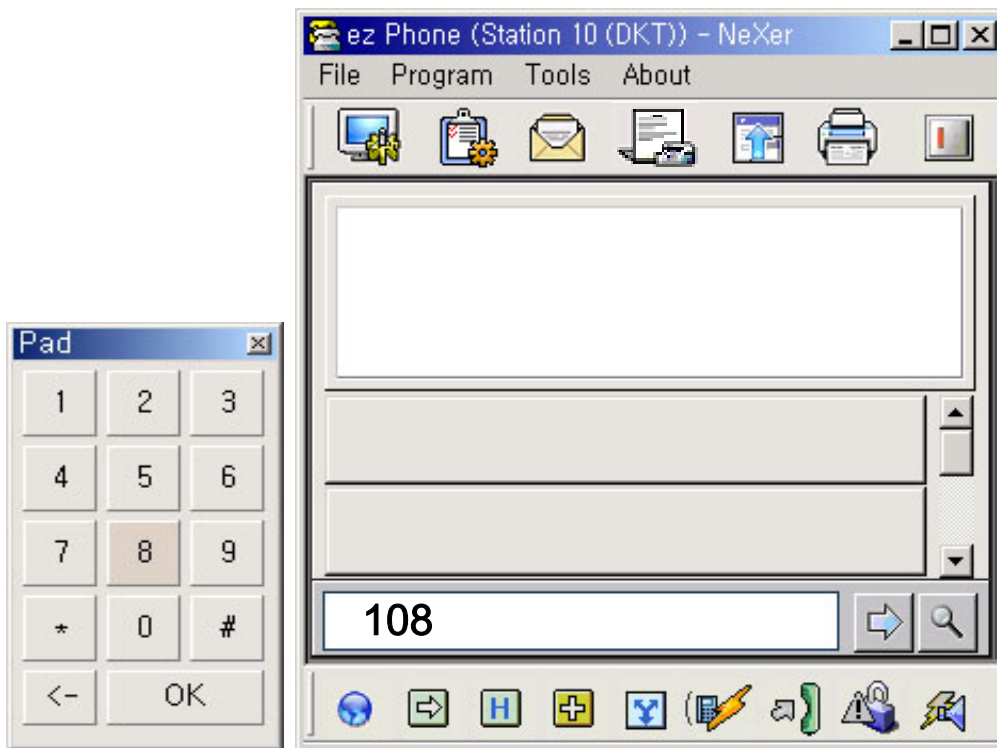 ez Phone (Station 10 (DKT)) - NeXer
File Program Tools About
Pad
1 2 3
4 5 6
7 8 9
* 0 #
<- OK
108
H